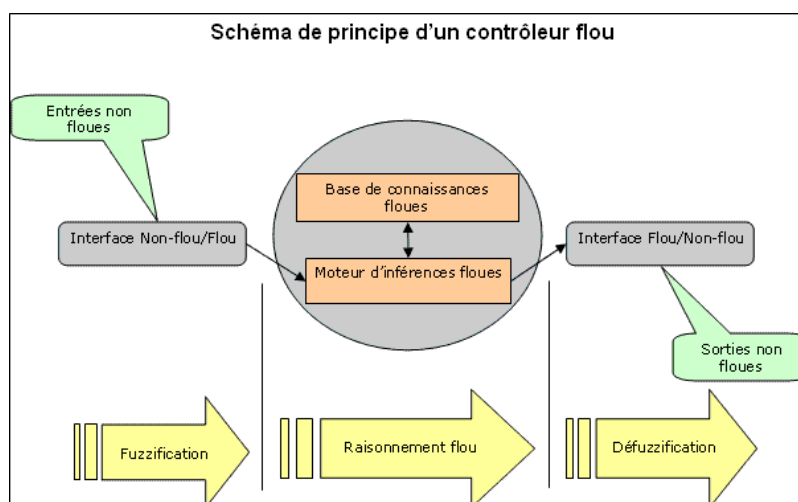 Schéma de principe d'un contrôleur flou
Entrées non
floues
Base de connaissances
floues
Interface Non-flou/Flou
Moteur d'inférences floues
Interface Flou/Non-flou
Sorties non
floues
Fuzzification
Raisonnement flou
Défuzzification